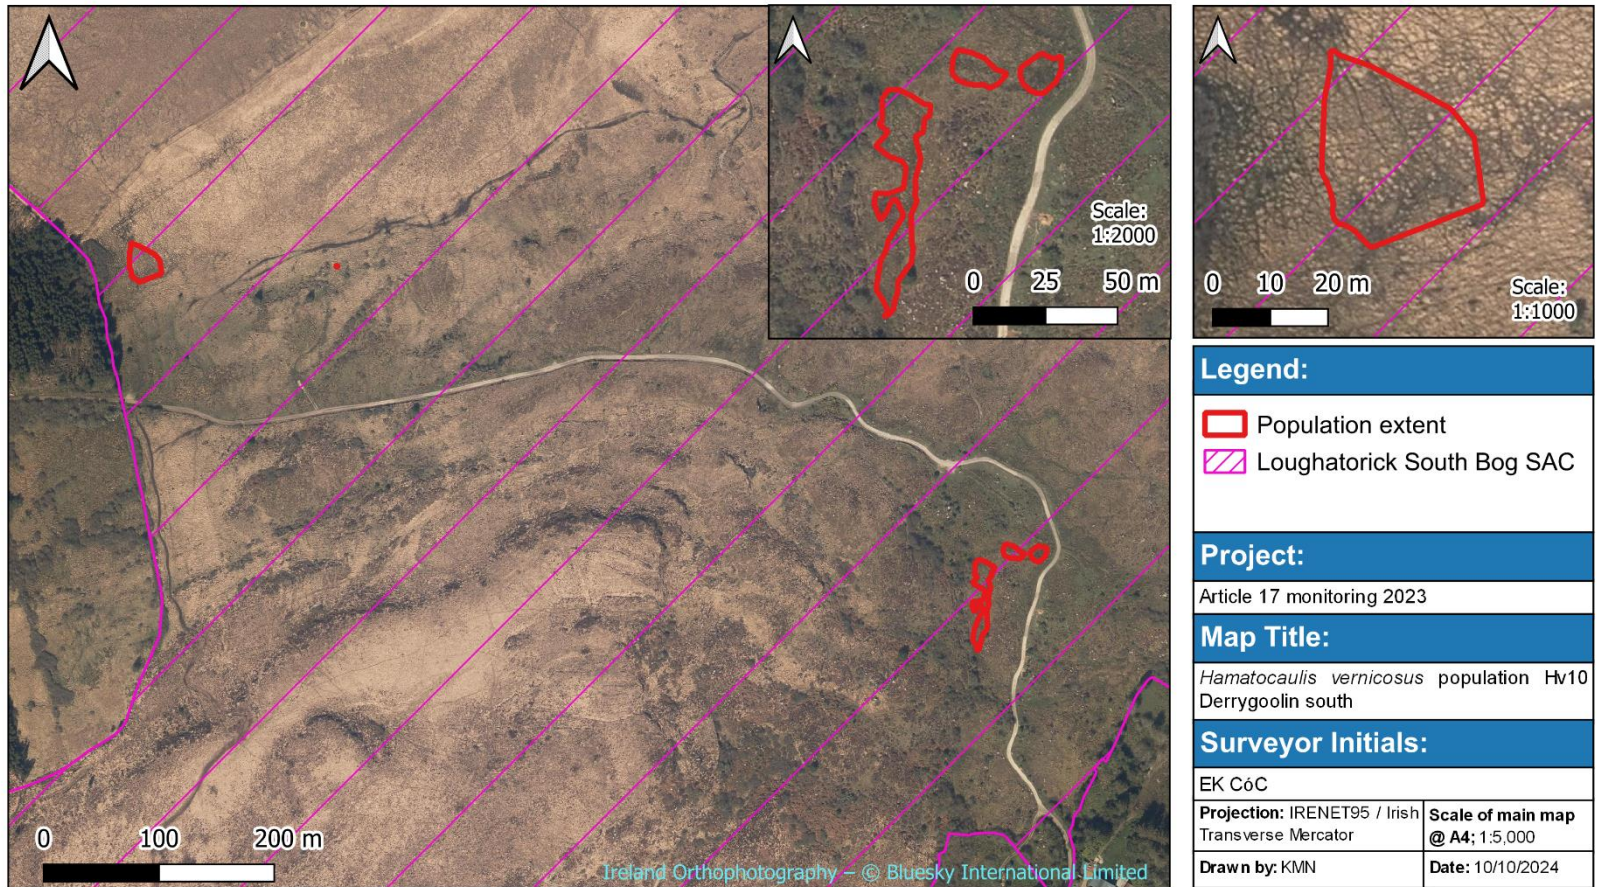 Scale:
1:2000
0 25 50 m
0 10 20 m
Scale:
1:1000
0 100 200 m
Ireland Orthophotography – © Bluesky International Limited
Legend:
Population extent
Loughatorick South Bog SAC
Project:
Article 17 monitoring 2023
Map Title:
Hamatocaulis vernicosus population Hv10
Derrygoolin south
Surveyor Initials:
EK CóC
Projection: IRENET95 / Irish
Transverse Mercator
Scale of main map
@ A4; 1:5,000
Drawn by: KMN
Date: 10/10/2024